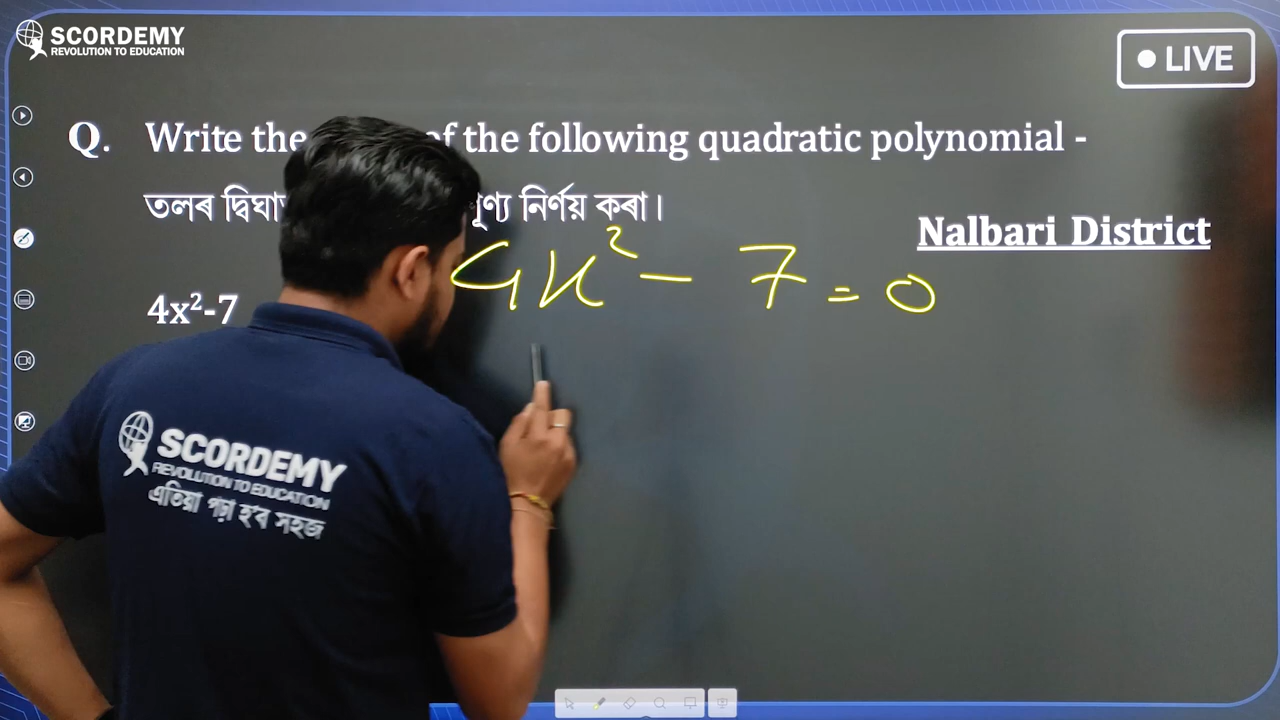 SCORDEMY
REVOLUTION TO EDUCATION
LIVE
Q. Write the of the following quadratic polynomial -
তলৰ নিৰ্ণয় কৰা।
Nalbari District
4x² - 7 = 0
4x²-7
SCORDEMY
REVOLUTION TO EDUCATION
এতিয়া পঢ়া হ'ব সহজ